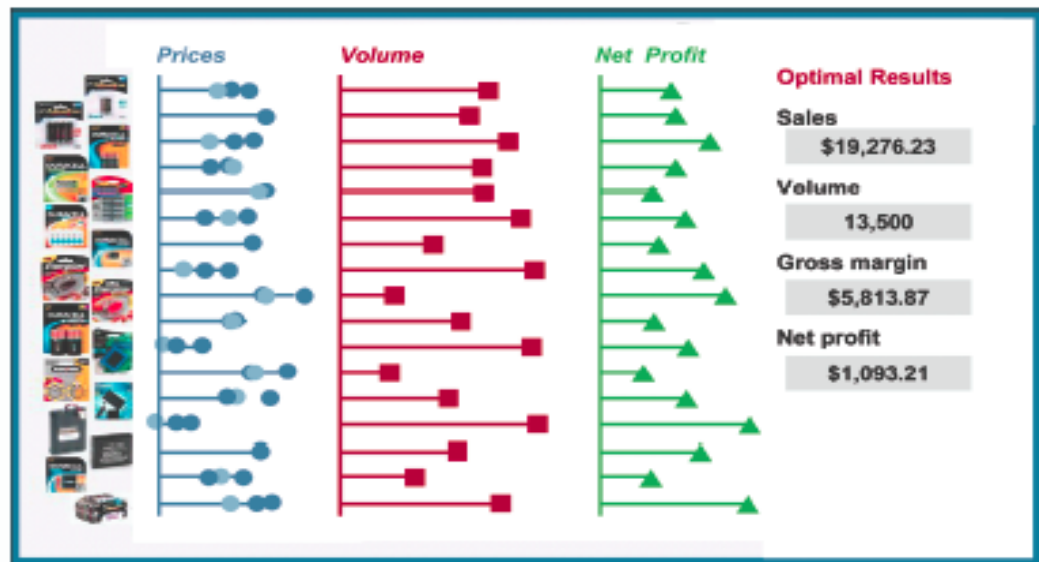 Prices
Volume
Net Profit
Optimal Results
Sales
$19,276.23
Volume
13,500
Gross margin
$5,813.87
Net profit
$1,093.21